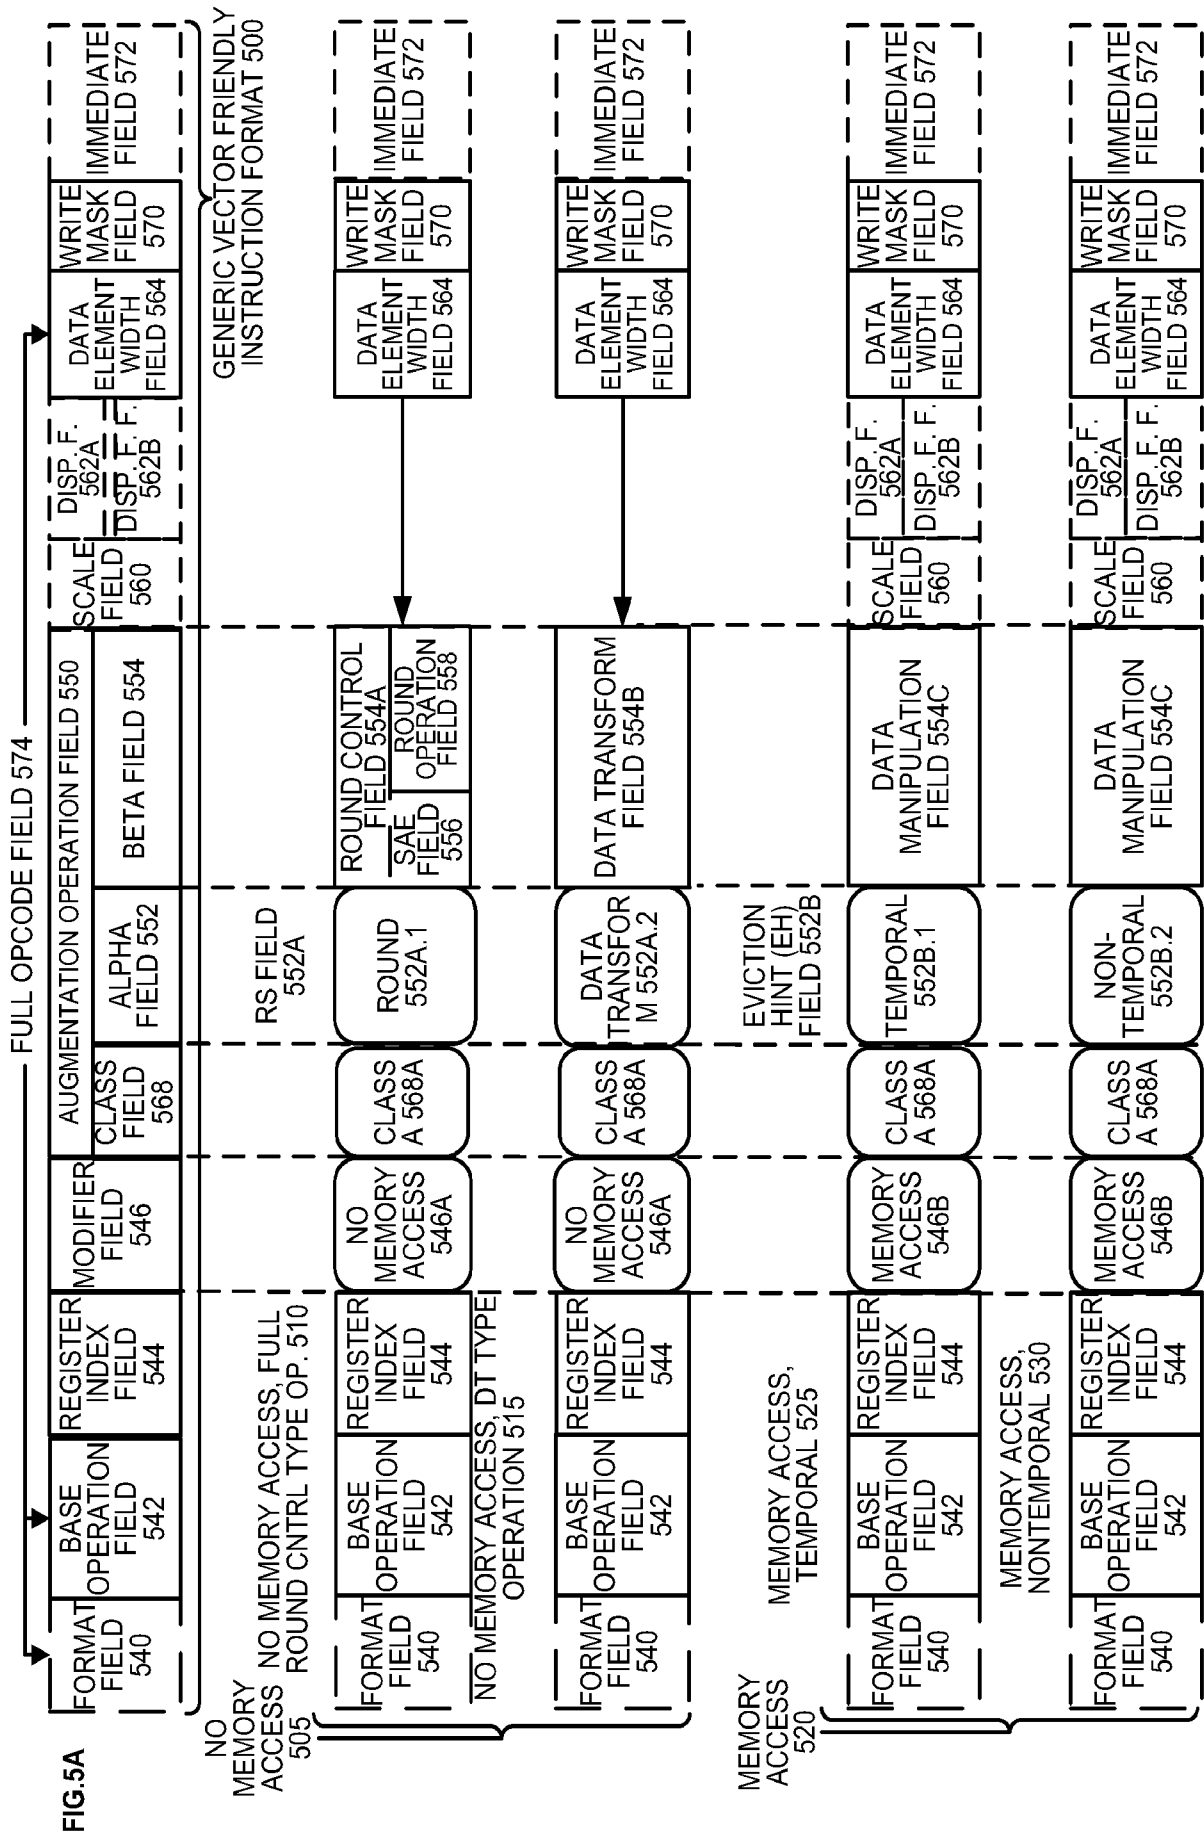 FIG.5A
FULL OPCODE FIELD 574
FORMAT
FIELD
540
BASE
OPERATION
FIELD
542
REGISTER
INDEX
FIELD
544
MODIFIER
FIELD
546
AUGMENTATION OPERATION FIELD 550
CLASS
FIELD
568
ALPHA
FIELD 552
BETA FIELD 554
SCALE
FIELD
560
DISP. F.
562A
DISP. F. F.
562B
DATA
ELEMENT
WIDTH
FIELD 564
WRITE
MASK
FIELD
570
IMMEDIATE
FIELD 572
GENERIC VECTOR FRIENDLY
INSTRUCTION FORMAT 500
NO
MEMORY
ACCESS
505
NO MEMORY ACCESS, FULL
ROUND CNTRL TYPE OP. 510
RS FIELD
552A
FORMAT
FIELD
540
BASE
OPERATION
FIELD
542
REGISTER
INDEX
FIELD
544
NO
MEMORY
ACCESS
546A
CLASS
A 568A
ROUND
552A.1
ROUND CONTROL
FIELD 554A
SAE
FIELD
556
ROUND
OPERATION
FIELD 558
DATA
ELEMENT
WIDTH
FIELD 564
WRITE
MASK
FIELD
570
IMMEDIATE
FIELD 572
NO MEMORY ACCESS, DT TYPE
OPERATION 515
FORMAT
FIELD
540
BASE
OPERATION
FIELD
542
REGISTER
INDEX
FIELD
544
NO
MEMORY
ACCESS
546A
CLASS
A 568A
DATA
TRANSFOR
M 552A.2
DATA TRANSFORM
FIELD 554B
DATA
ELEMENT
WIDTH
FIELD 564
WRITE
MASK
FIELD
570
IMMEDIATE
FIELD 572
MEMORY
ACCESS
520
MEMORY ACCESS,
TEMPORAL 525
EVICTION
HINT (EH)
FIELD 552B
FORMAT
FIELD
540
BASE
OPERATION
FIELD
542
REGISTER
INDEX
FIELD
544
MEMORY
ACCESS
546B
CLASS
A 568A
TEMPORAL
552B.1
DATA
MANIPULATION
FIELD 554C
SCALE
FIELD
560
DISP. F.
562A
DISP. F. F.
562B
DATA
ELEMENT
WIDTH
FIELD 564
WRITE
MASK
FIELD
570
IMMEDIATE
FIELD 572
MEMORY ACCESS,
NONTEMPORAL 530
FORMAT
FIELD
540
BASE
OPERATION
FIELD
542
REGISTER
INDEX
FIELD
544
MEMORY
ACCESS
546B
CLASS
A 568A
NON-
TEMPORAL
552B.2
DATA
MANIPULATION
FIELD 554C
SCALE
FIELD
560
DISP. F.
562A
DISP. F. F.
562B
DATA
ELEMENT
WIDTH
FIELD 564
WRITE
MASK
FIELD
570
IMMEDIATE
FIELD 572